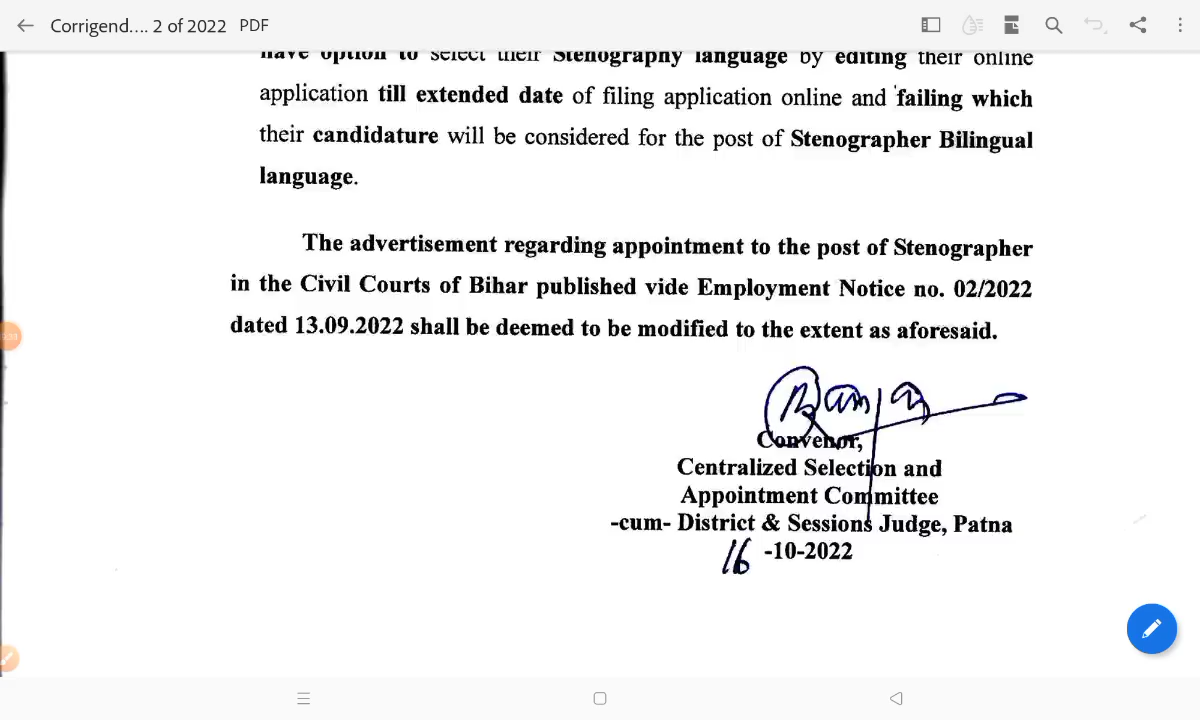 Corrigend.... 2 of 2022 PDF
have option to select their Stenography language by editing their online
application till extended date of filing application online and failing which
their candidature will be considered for the post of Stenographer Bilingual
language.
The advertisement regarding appointment to the post of Stenographer
in the Civil Courts of Bihar published vide Employment Notice no. 02/2022
dated 13.09.2022 shall be deemed to be modified to the extent as aforesaid.
Convenor,
Centralized Selection and
Appointment Committee
-cum- District & Sessions Judge, Patna
16 -10-2022